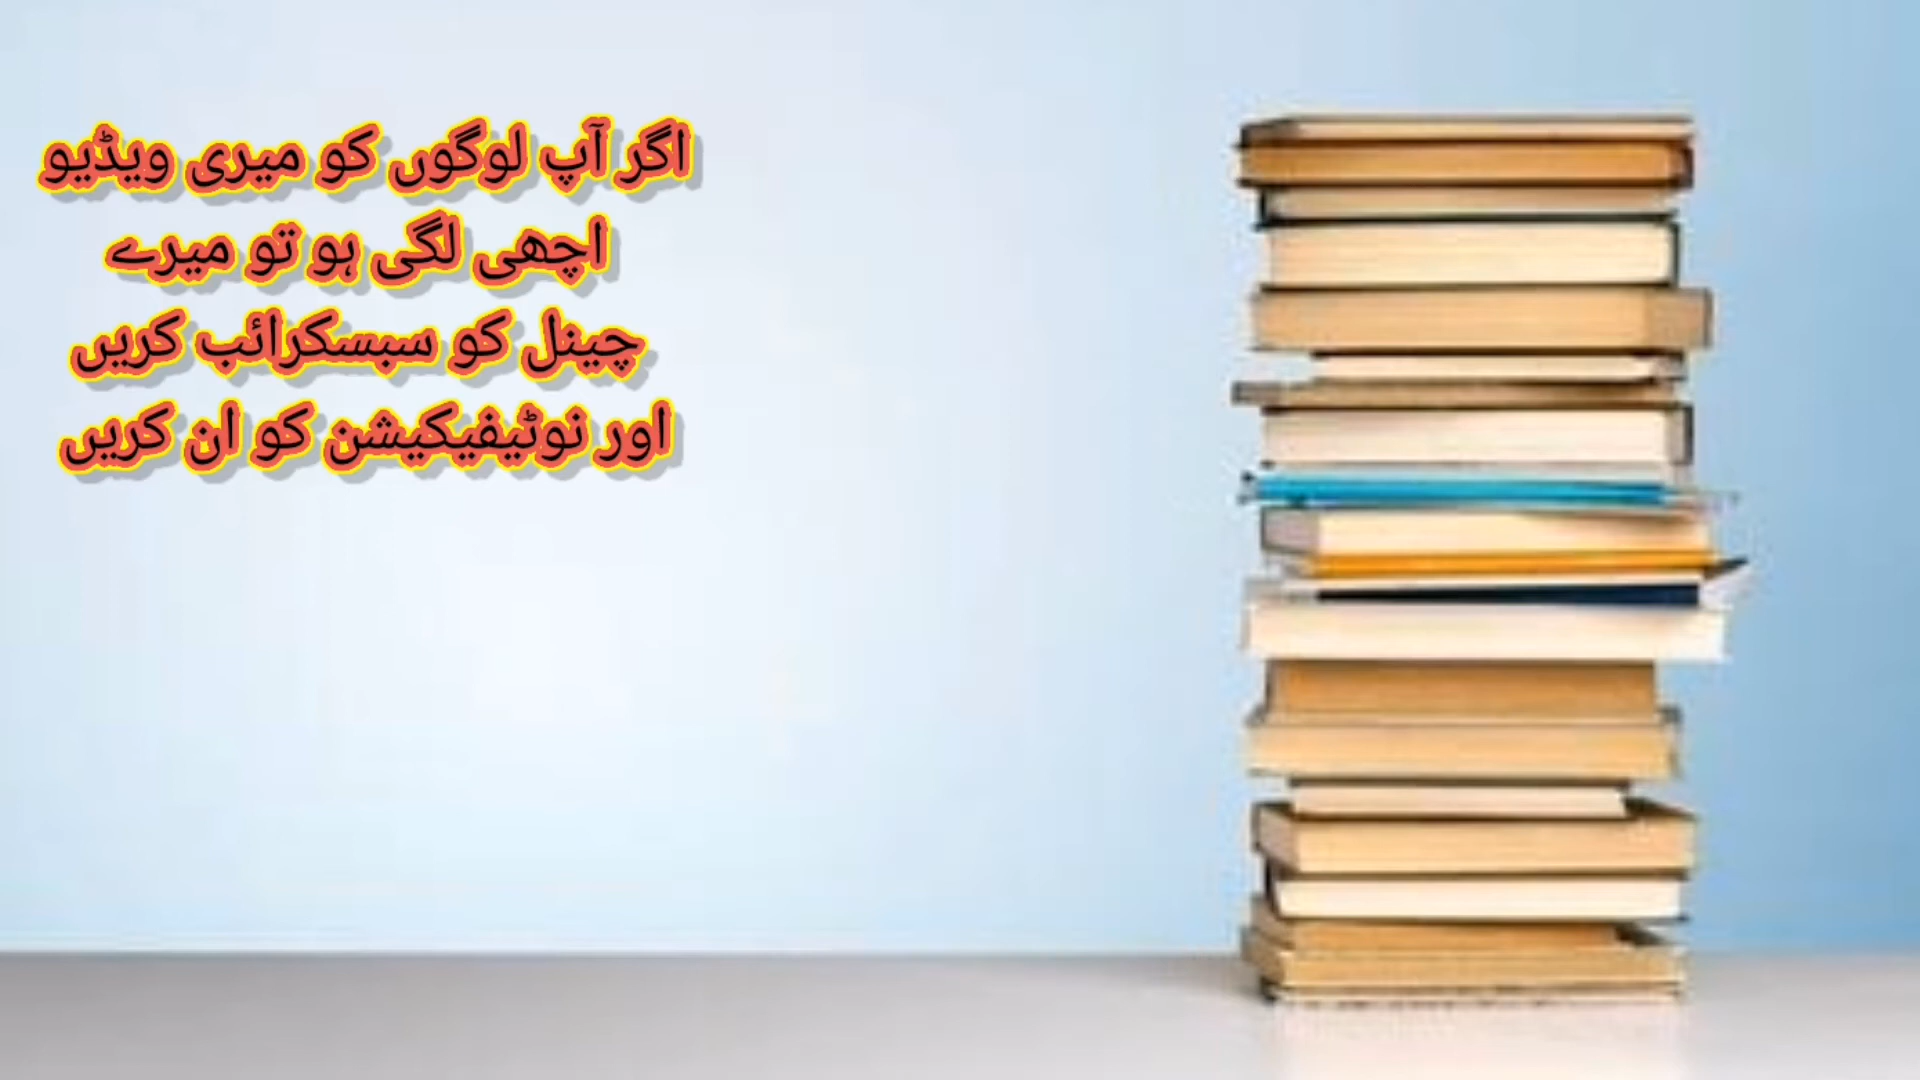 اگر آپ لوگوں کو میری ویڈیو
اچھی لگی ہو تو میرے
چینل کو سبسکرائب کریں
اور نوٹیفیکیشن کو ان کریں